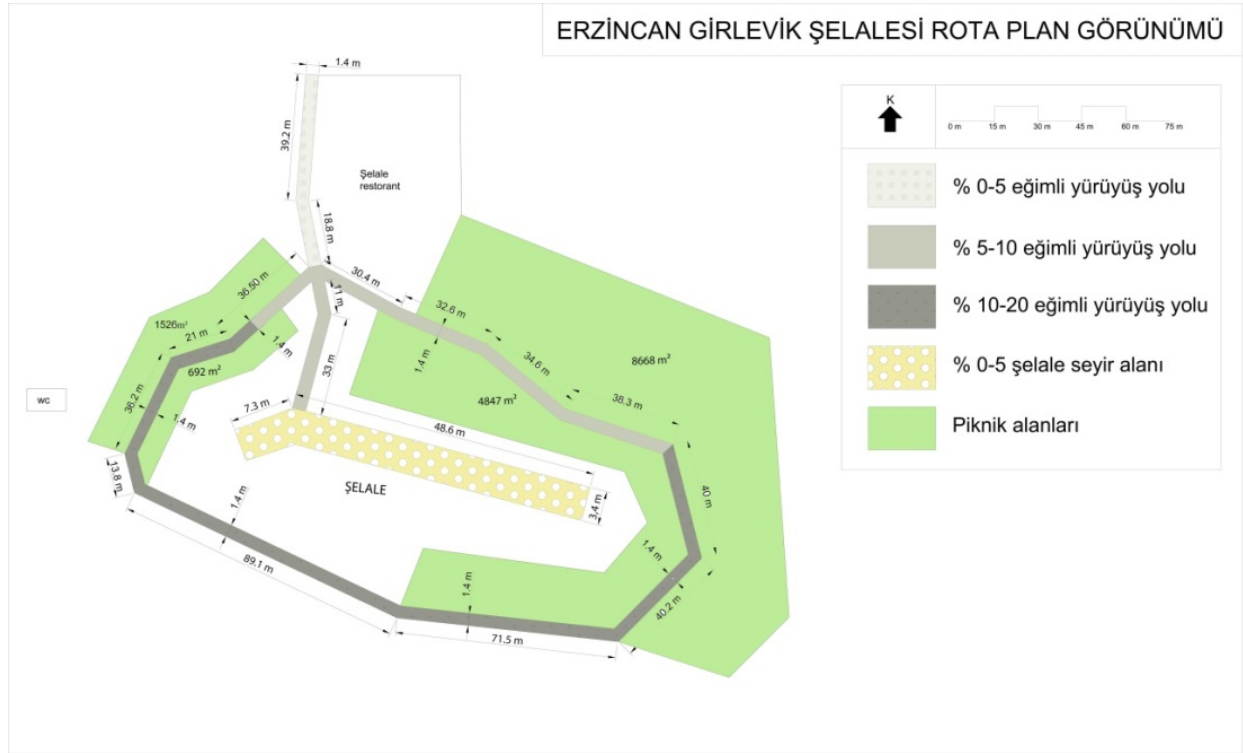 ERZİNCAN GİRLEVİK ŞELALESİ ROTA PLAN GÖRÜNÜMÜ
K
0 m 15 m 30 m 45 m 60 m 75 m
% 0-5 eğimli yürüyüş yolu
% 5-10 eğimli yürüyüş yolu
% 10-20 eğimli yürüyüş yolu
% 0-5 şelale seyir alanı
Piknik alanları
1.4 m
39.2 m
Şelale
restorant
18.8 m
30.4 m
36.50 m
11 m
32.6 m
1526m²
21 m
1.4 m
33 m
1.4 m
34.6 m
8668 m²
692 m²
36.2 m
1.4 m
wc
7.3 m
48.6 m
4847 m²
38.3 m
13.8 m
ŞELALE
1.4 m
3.4 m
40 m
89.1 m
1.4 m
1.4 m
40.2 m
71.5 m